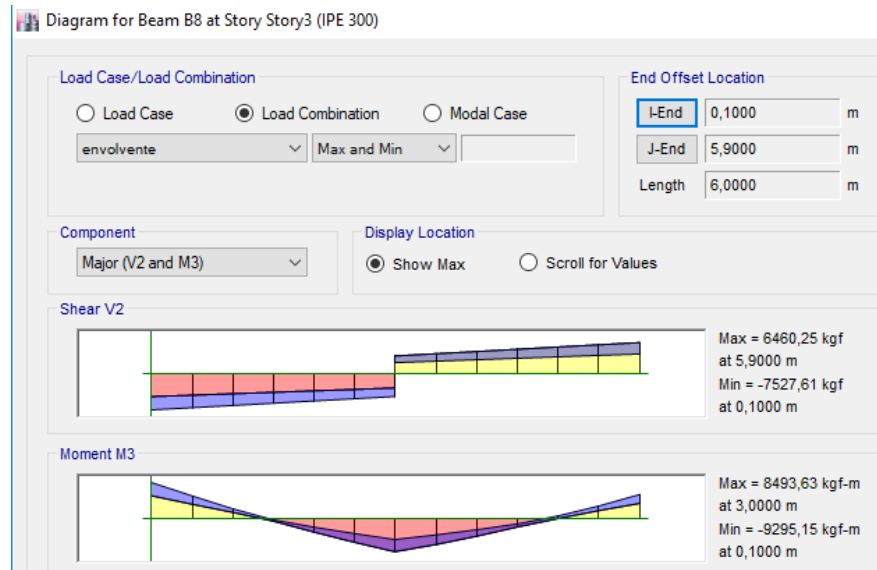 Diagram for Beam B8 at Story Story3 (IPE 300)
Load Case/Load Combination
Load Case
Load Combination
Modal Case
envolvente
Max and Min
End Offset Location
I-End 0,1000 m
J-End 5,9000 m
Length 6,0000 m
Component
Major (V2 and M3)
Display Location
Show Max
Scroll for Values
Shear V2
Max = 6460,25 kgf
at 5,9000 m
Min = -7527,61 kgf
at 0,1000 m
Moment M3
Max = 8493,63 kgf-m
at 3,0000 m
Min = -9295,15 kgf-m
at 0,1000 m